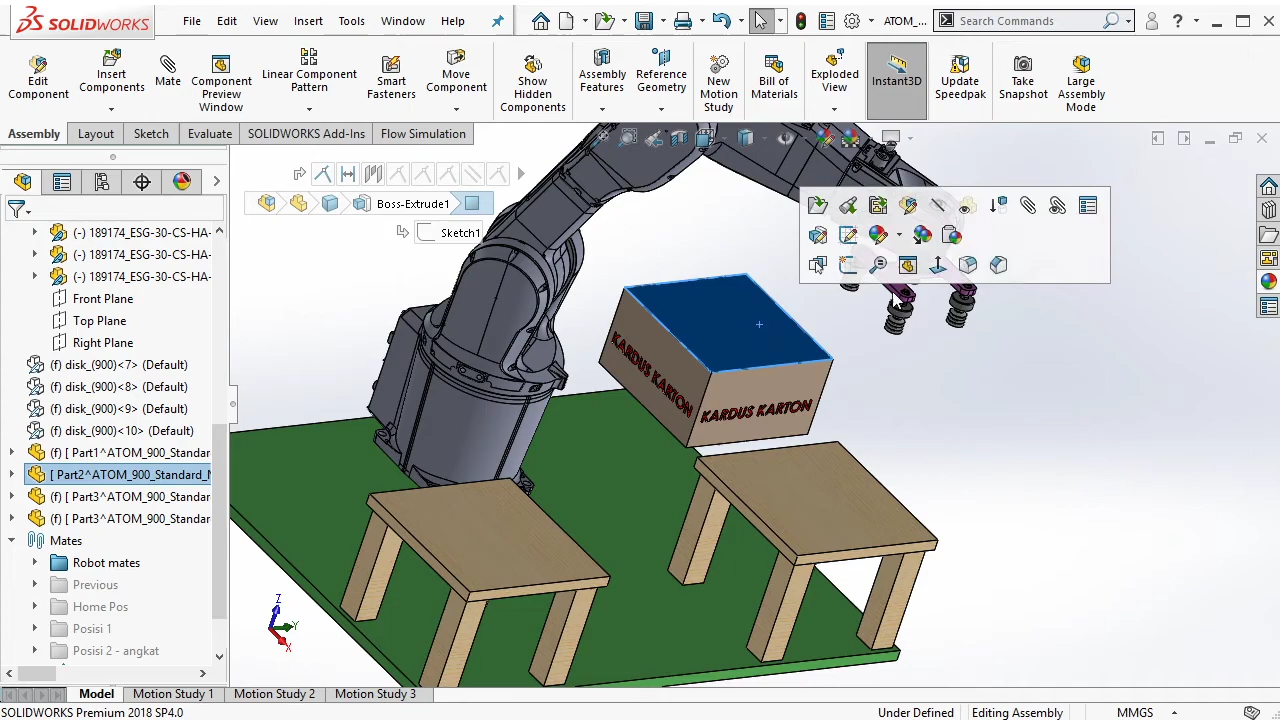 SOLIDWORKS
File Edit View Insert Tools Window Help
ATOM_...
Search Commands
Edit Component
Insert Components
Mate
Component Preview Window
Linear Component Pattern
Smart Fasteners
Move Component
Show Hidden Components
Assembly Features
Reference Geometry
New Motion Study
Bill of Materials
Exploded View
Instant3D
Update Speedpak
Take Snapshot
Large Assembly Mode
Assembly Layout Sketch Evaluate SOLIDWORKS Add-Ins Flow Simulation
Boss-Extrude1
Sketch1
(-) 189174_ESG-30-CS-HA-
(-) 189174_ESG-30-CS-HA-
(-) 189174_ESG-30-CS-HA-
Front Plane
Top Plane
Right Plane
(f) disk_(900)<7> (Default)
(f) disk_(900)<8> (Default)
(f) disk_(900)<9> (Default)
(f) disk_(900)<10> (Default)
(f) [ Part1^ATOM_900_Standar
[ Part2^ATOM_900_Standard_
(f) [ Part3^ATOM_900_Standar
(f) [ Part3^ATOM_900_Standar
Mates
Robot mates
Previous
Home Pos
Posisi 1
Posisi 2 - angkat
KARDUS KARTON
KARDUS KARTON
Z
Y
X
Model Motion Study 1 Motion Study 2 Motion Study 3
SOLIDWORKS Premium 2018 SP4.0
Under Defined Editing Assembly MMGS